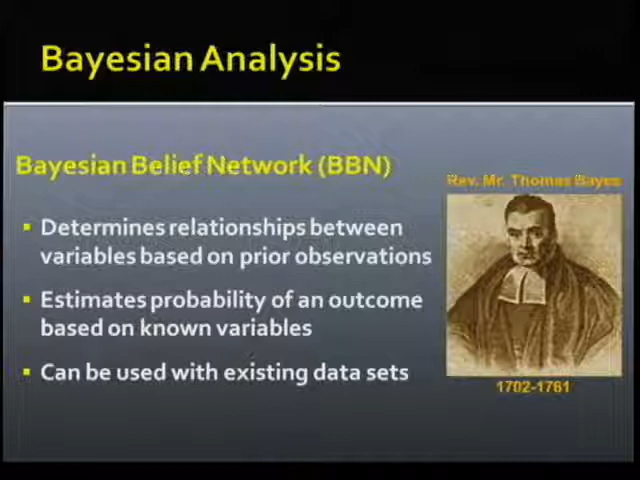 Bayesian Analysis
Bayesian Belief Network (BBN)
Rev. Mr. Thomas Bayes
▪ Determines relationships between
variables based on prior observations
▪ Estimates probability of an outcome
based on known variables
▪ Can be used with existing data sets
1702-1761